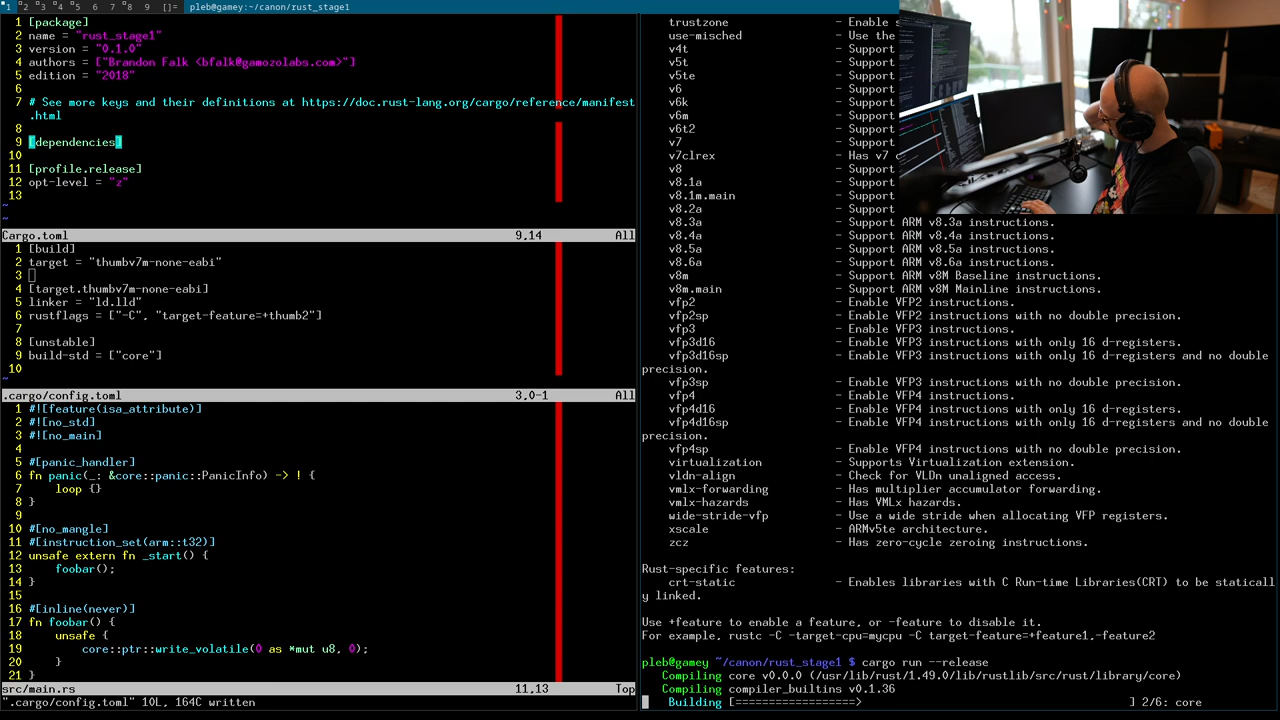 1 2 3 4 5 6 7 8 9 []= pleb@gamey:~/canon/rust_stage1
1 [package]
2 name = "rust_stage1"
3 version = "0.1.0"
4 authors = ["Brandon Falk <bfalk@gamozolabs.com>"]
5 edition = "2018"
6
7 # See more keys and their definitions at https://doc.rust-lang.org/cargo/reference/manifest
.html
8
9 [dependencies]
10
11 [profile.release]
12 opt-level = "z"
13
~
~
Cargo.toml 9,14 All
1 [build]
2 target = "thumbv7m-none-eabi"
3
4 [target.thumbv7m-none-eabi]
5 linker = "ld.lld"
6 rustflags = ["-C", "target-feature=+thumb2"]
7
8 [unstable]
9 build-std = ["core"]
10
~
.cargo/config.toml 3,0-1 All
1 #![feature(isa_attribute)]
2 #![no_std]
3 #![no_main]
4
5 #[panic_handler]
6 fn panic(_: &core::panic::PanicInfo) -> ! {
7 loop {}
8 }
9
10 #[no_mangle]
11 #[instruction_set(arm::t32)]
12 unsafe extern fn _start() {
13 foobar();
14 }
15
16 #[inline(never)]
17 fn foobar() {
18 unsafe {
19 core::ptr::write_volatile(0 as *mut u8, 0);
20 }
21 }
src/main.rs 11,13 Top
".cargo/config.toml" 10L, 164C written
trustzone - Enable s
use-misched - Use the
v4t - Support
v5t - Support
v5te - Support
v6 - Support
v6k - Support
v6m - Support
v6t2 - Support
v7 - Support
v7clrex - Has v7 c
v8 - Support
v8.1a - Support
v8.1m.main - Support
v8.2a - Support
v8.3a - Support ARM v8.3a instructions.
v8.4a - Support ARM v8.4a instructions.
v8.5a - Support ARM v8.5a instructions.
v8.6a - Support ARM v8.6a instructions.
v8m - Support ARM v8M Baseline instructions.
v8m.main - Support ARM v8M Mainline instructions.
vfp2 - Enable VFP2 instructions.
vfp2sp - Enable VFP2 instructions with no double precision.
vfp3 - Enable VFP3 instructions.
vfp3d16 - Enable VFP3 instructions with only 16 d-registers.
vfp3d16sp - Enable VFP3 instructions with only 16 d-registers and no double
precision.
vfp3sp - Enable VFP3 instructions with no double precision.
vfp4 - Enable VFP4 instructions.
vfp4d16 - Enable VFP4 instructions with only 16 d-registers.
vfp4d16sp - Enable VFP4 instructions with only 16 d-registers and no double
precision.
vfp4sp - Enable VFP4 instructions with no double precision.
virtualization - Supports Virtualization extension.
vldn-align - Check for VLDn unaligned access.
vmlx-forwarding - Has multiplier accumulator forwarding.
vmlx-hazards - Has VMLx hazards.
wide-stride-vfp - Use a wide stride when allocating VFP registers.
xscale - ARMv5te architecture.
zcz - Has zero-cycle zeroing instructions.
Rust-specific features:
crt-static - Enables libraries with C Run-time Libraries(CRT) to be staticall
y linked.
Use +feature to enable a feature, or -feature to disable it.
For example, rustc -C -target-cpu=mycpu -C target-feature=+feature1,-feature2
pleb@gamey ~/canon/rust_stage1 $ cargo run --release
Compiling core v0.0.0 (/usr/lib/rust/1.49.0/lib/rustlib/src/rust/library/core)
Compiling compiler_builtins v0.1.36
Building [==================> ] 2/6: core